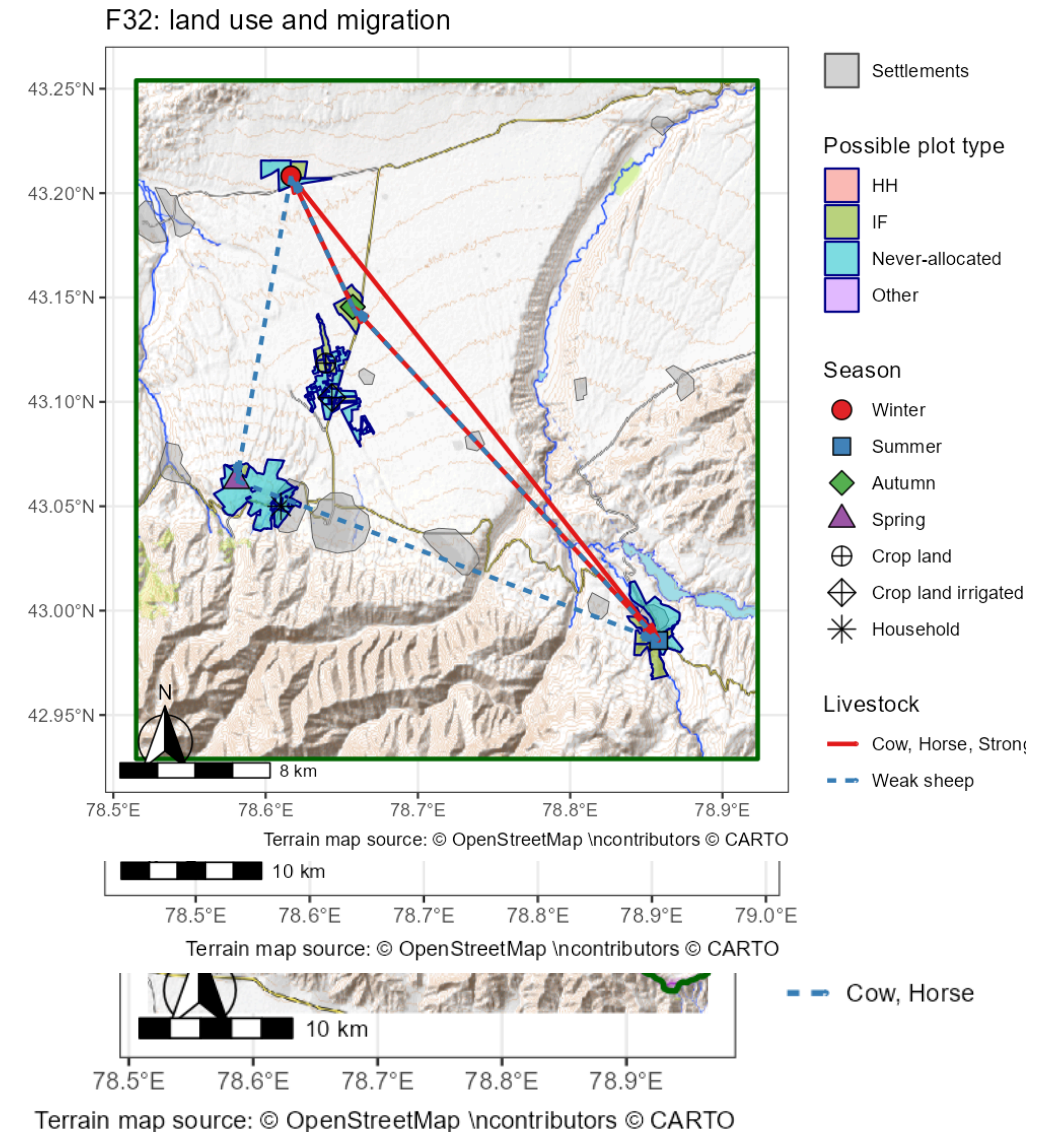 F32: land use and migration
43.25°N
43.20°N
43.15°N
43.10°N
43.05°N
43.00°N
42.95°N
N
8 km
78.5°E 78.6°E 78.7°E 78.8°E 78.9°E
Terrain map source: © OpenStreetMap \ncontributors © CARTO
Settlements
Possible plot type
HH
IF
Never-allocated
Other
Season
Winter
Summer
Autumn
Spring
Crop land
Crop land irrigated
Household
Livestock
Cow, Horse, Strong
Weak sheep
10 km
78.5°E 78.6°E 78.7°E 78.8°E 78.9°E 79.0°E
Terrain map source: © OpenStreetMap \ncontributors © CARTO
Cow, Horse
10 km
78.5°E 78.6°E 78.7°E 78.8°E 78.9°E
Terrain map source: © OpenStreetMap \ncontributors © CARTO